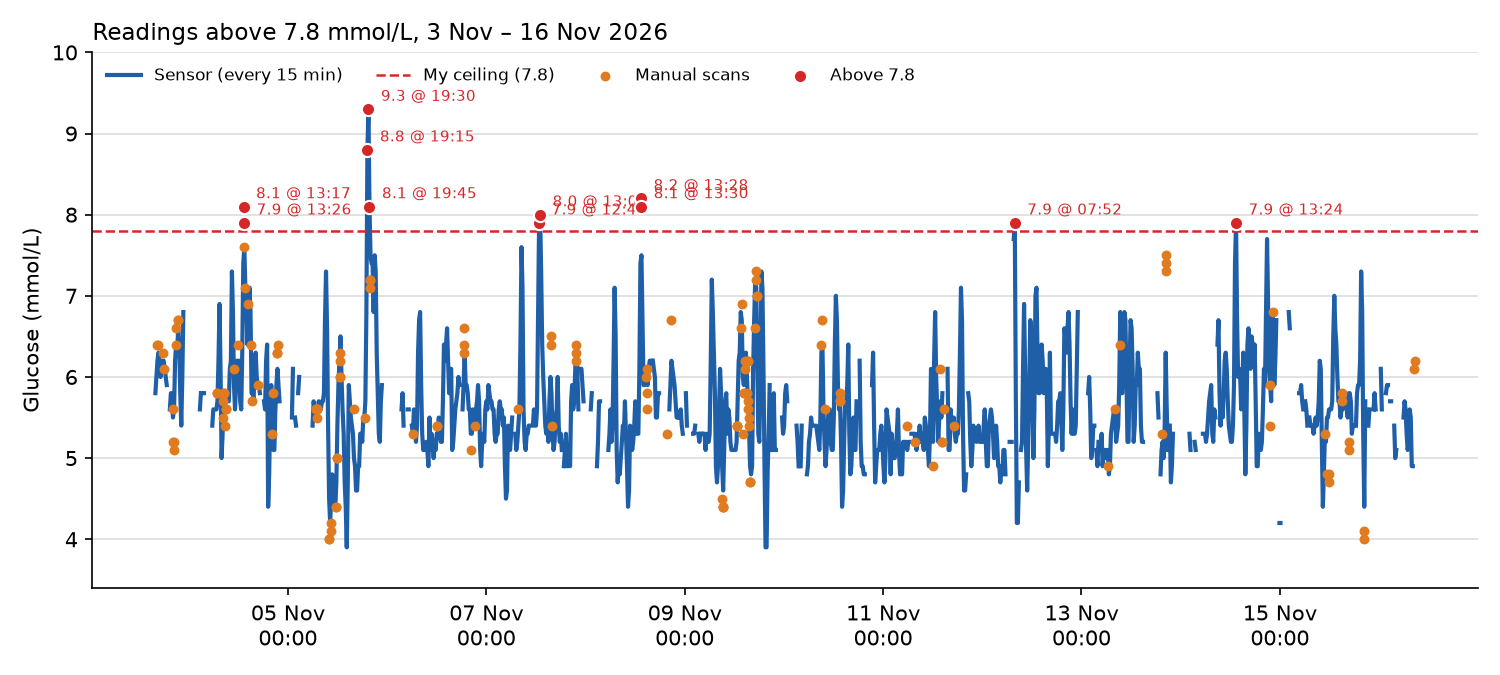 Readings above 7.8 mmol/L, 3 Nov – 16 Nov 2026
Sensor (every 15 min)
My ceiling (7.8)
Manual scans
Above 7.8
Glucose (mmol/L)
10
9
8
7
6
5
4
9.3 @ 19:30
8.8 @ 19:15
8.1 @ 13:17
7.9 @ 13:26
8.1 @ 19:45
8.0 @
7.9 @
8.2 @ 13:28
8.1 @ 13:30
7.9 @ 07:52
7.9 @ 13:24
05 Nov
00:00
07 Nov
00:00
09 Nov
00:00
11 Nov
00:00
13 Nov
00:00
15 Nov
00:00